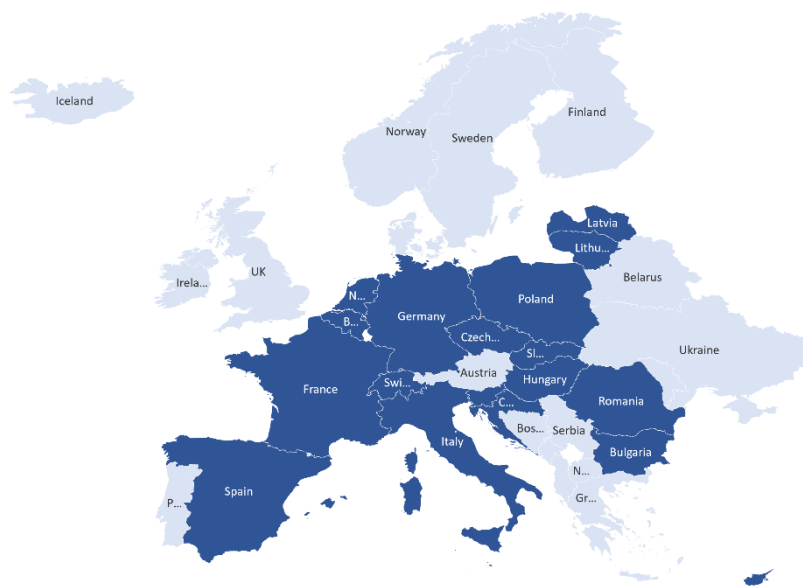 Iceland
Norway
Sweden
Finland
Latvia
Lithu...
Belarus
UK
Irela...
N...
B...
Germany
Poland
Czech...
Sl...
Ukraine
Austria
France
Swi...
Hungary
C...
Romania
Italy
Bos...
Serbia
Bulgaria
N...
Gr...
Spain
P...